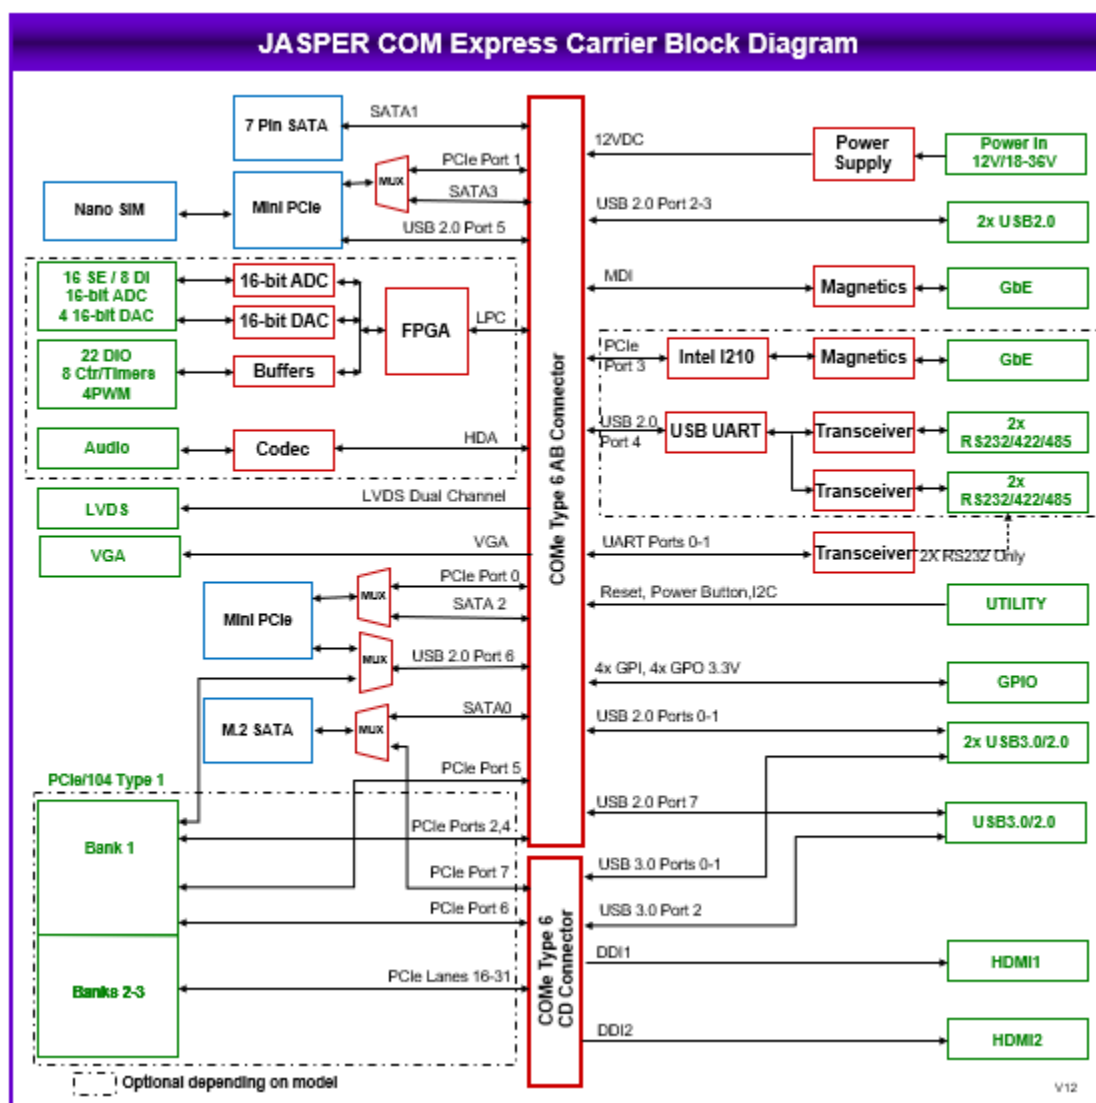 JASPER COM Express Carrier Block Diagram
7 Pin SATA
SATA1
Nano SIM
Mini PCIe
MUX
PCIe Port 1
SATA3
USB 2.0 Port 5
16 SE / 8 DI
16-bit ADC
4 16-bit DAC
16-bit ADC
16-bit DAC
22 DIO
8 Ctr/Timers
4PWM
Buffers
FPGA
LPC
Audio
Codec
HDA
LVDS
LVDS Dual Channel
VGA
VGA
Mini PCIe
MUX
PCIe Port 0
SATA 2
MUX
USB 2.0 Port 6
M.2 SATA
MUX
SATA0
PCIe/104 Type 1
PCIe Port 5
Bank 1
PCIe Ports 2,4
PCIe Port 7
PCIe Port 6
Banks 2-3
PCIe Lanes 16-31
Optional depending on model
COMe Type 6 AB Connector
COMe Type 6
CD Connector
12VDC
Power
Supply
Power In
12V/18-36V
USB 2.0 Port 2-3
2x USB2.0
MDI
Magnetics
GbE
PCIe
Port 3
Intel I210
Magnetics
GbE
USB 2.0
Port 4
USB UART
Transceiver
2x
RS232/422/485
Transceiver
2x
RS232/422/485
UART Ports 0-1
Transceiver
2X RS232 Only
Reset, Power Button,I2C
UTILITY
4x GPI, 4x GPO 3.3V
GPIO
USB 2.0 Ports 0-1
2x USB3.0/2.0
USB 2.0 Port 7
USB3.0/2.0
USB 3.0 Ports 0-1
USB 3.0 Port 2
DDI1
HDMI1
DDI2
HDMI2
V12